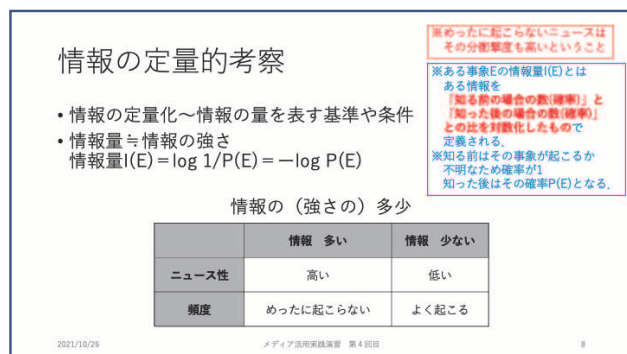 ※めったに起こらないニュースは
その分衝撃度も高いということ
情報の定量的考察
※ある事象Eの情報量I(E)とは
ある情報を
「知る前の場合の数(確率)」と
「知った後の場合の数(確率)」
との比を対数化したもので
定義される.
※知る前はその事象が起こるか
不明なため確率が1
知った後はその確率P(E)となる.
• 情報の定量化〜情報の量を表す基準や条件
• 情報量≒情報の強さ
情報量I(E)=log 1/P(E)=−log P(E)
情報の（強さの）多少
情報 多い 情報 少ない
ニュース性 高い 低い
頻度 めったに起こらない よく起こる
2021/10/26 メディア活用実践演習 第4回目 8